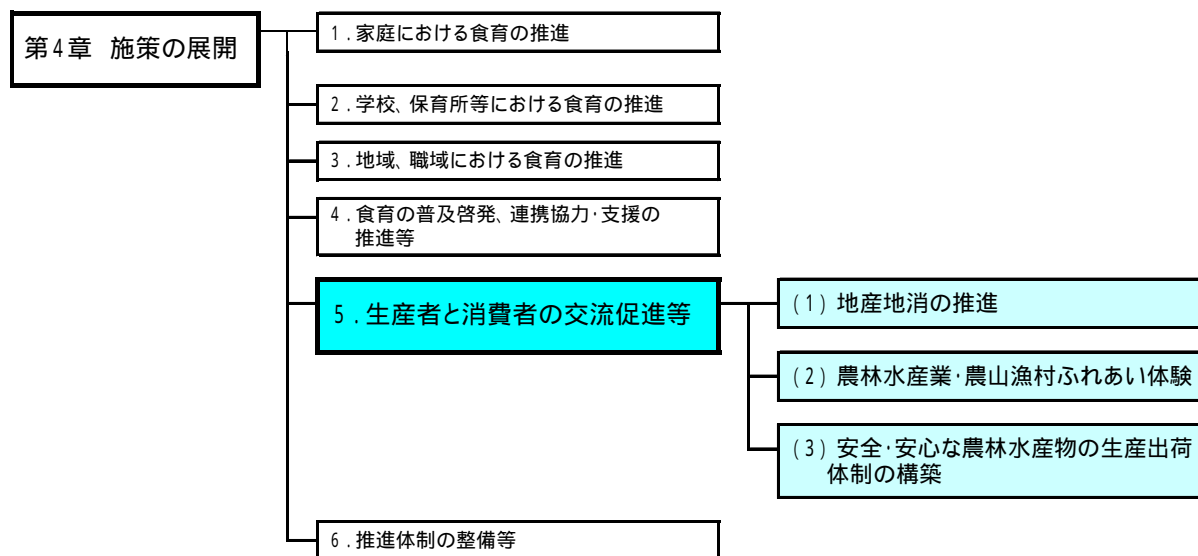 第4章 施策の展開
1.家庭における食育の推進
2.学校、保育所等における食育の推進
3.地域、職域における食育の推進
4.食育の普及啓発、連携協力・支援の
推進等
5.生産者と消費者の交流促進等
(1) 地産地消の推進
(2) 農林水産業・農山漁村ふれあい体験
(3) 安全・安心な農林水産物の生産出荷
体制の構築
6.推進体制の整備等